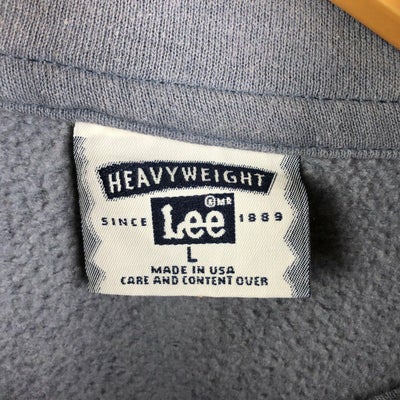 HEAVYWEIGHT
SINCE Lee ®MR 1889
L
MADE IN USA
CARE AND CONTENT OVER